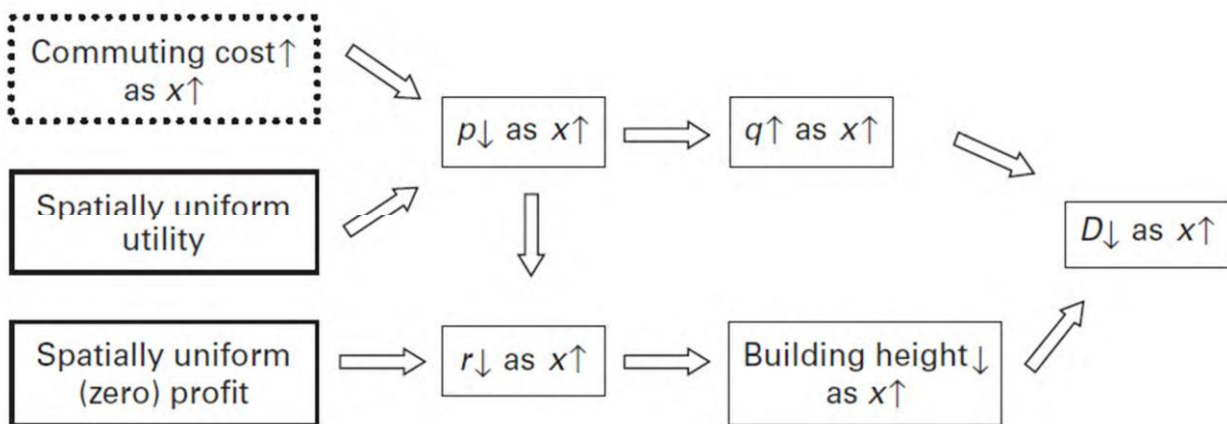 Commuting cost↑
as x↑
p↓ as x↑
q↑ as x↑
Spatially uniform
utility
D↓ as x↑
Spatially uniform
(zero) profit
r↓ as x↑
Building height↓
as x↑